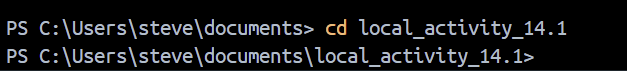 PS C:\Users\steve\documents> cd local_activity_14.1
PS C:\Users\steve\documents\local_activity_14.1>